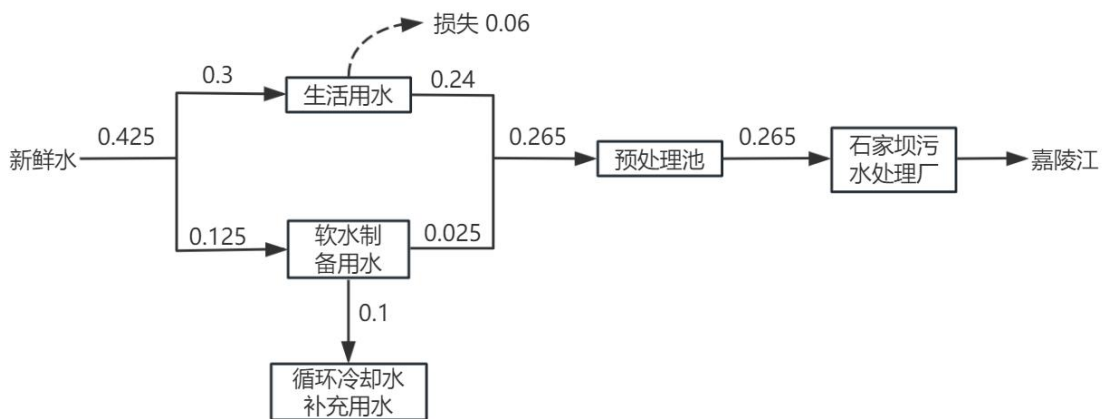 损失 0.06
0.3
生活用水
0.24
新鲜水
0.425
0.265
预处理池
0.265
石家坝污
水处理厂
嘉陵江
0.125
软水制
备用水
0.025
0.1
循环冷却水
补充用水